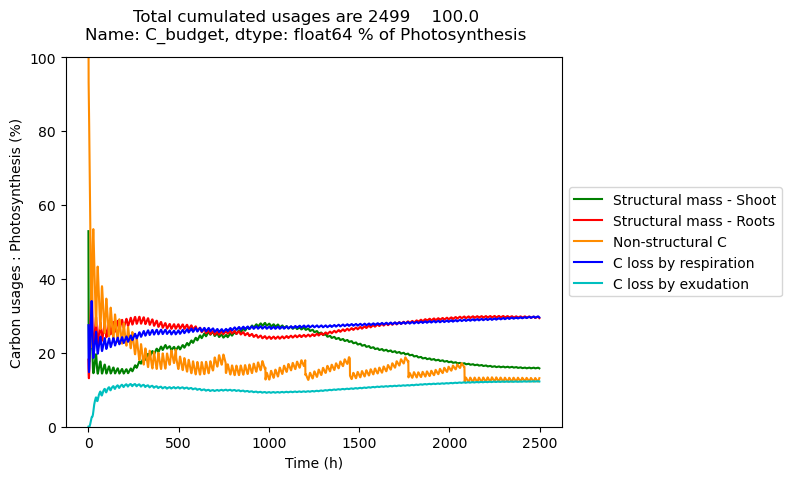 Total cumulated usages are 2499    100.0
Name: C_budget, dtype: float64 % of Photosynthesis
100
80
60
40
20
0
Carbon usages : Photosynthesis (%)
0
500
1000
1500
2000
2500
Time (h)
Structural mass - Shoot
Structural mass - Roots
Non-structural C
C loss by respiration
C loss by exudation